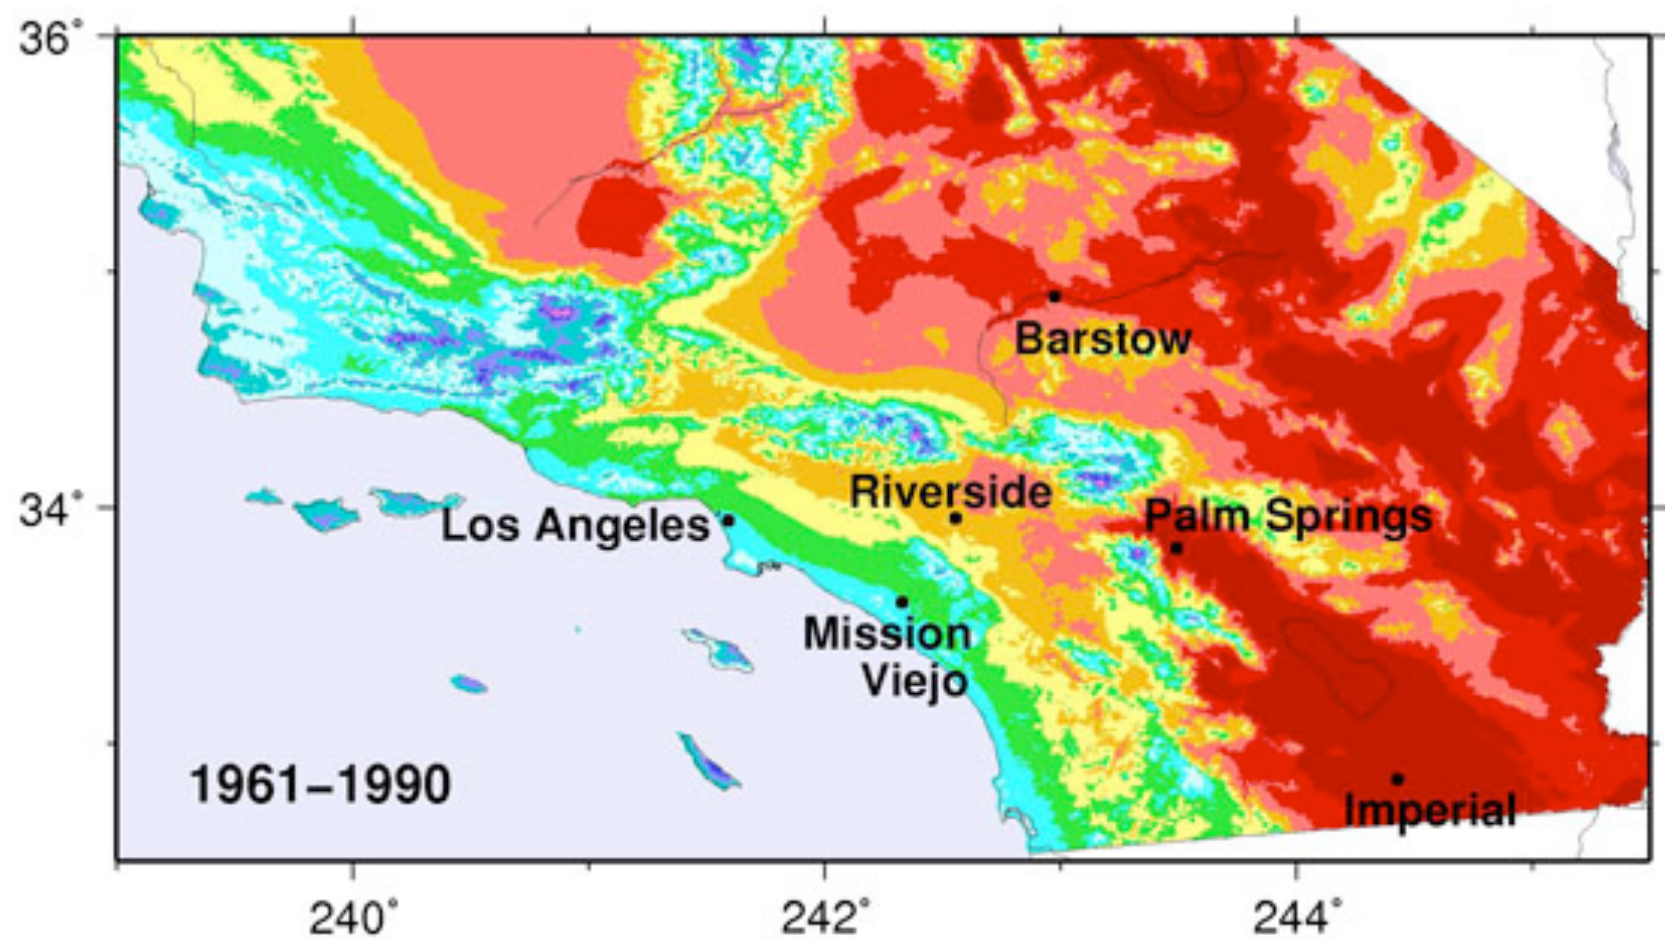 36°
Barstow
Riverside
34°
Los Angeles
Palm Springs
Mission
Viejo
1961–1990
Imperial
240°
242°
244°